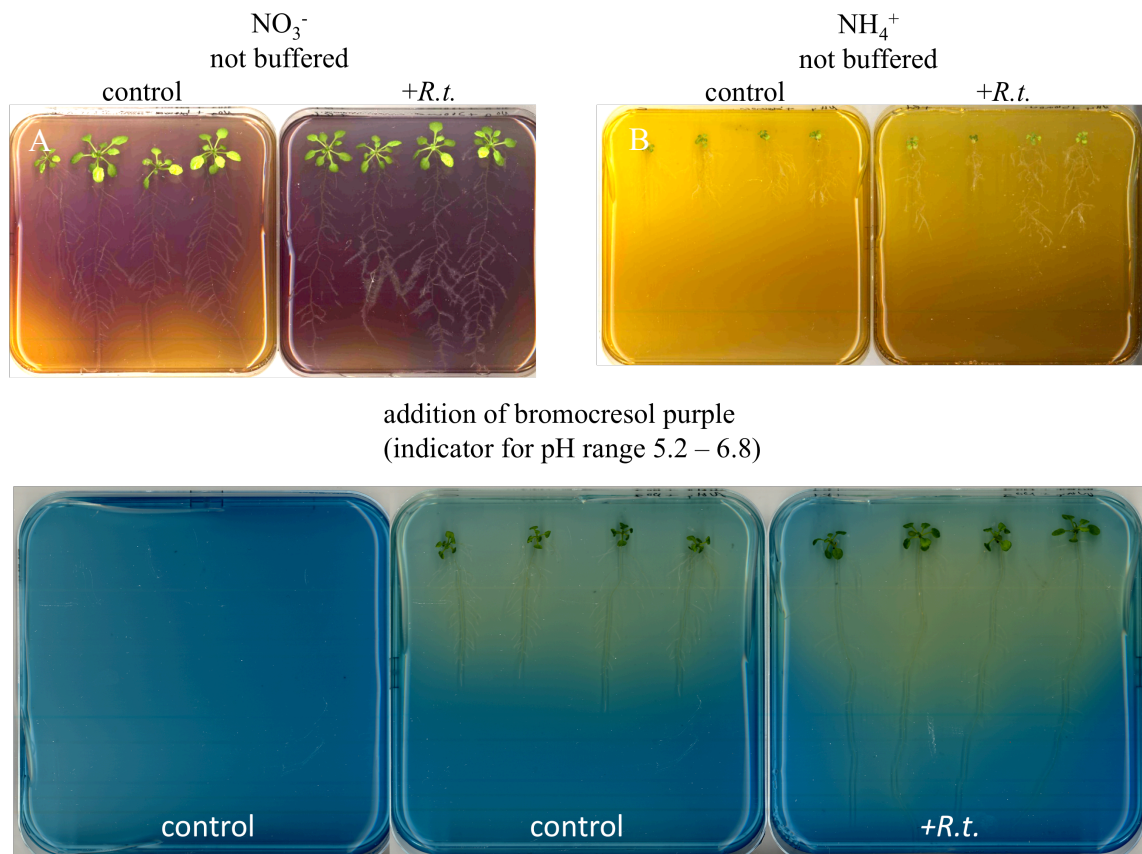 NO₃⁻
not buffered
control +R.t.
NH₄⁺
not buffered
control +R.t.
A
B
addition of bromocresol purple
(indicator for pH range 5.2 – 6.8)
control
control
+R.t.